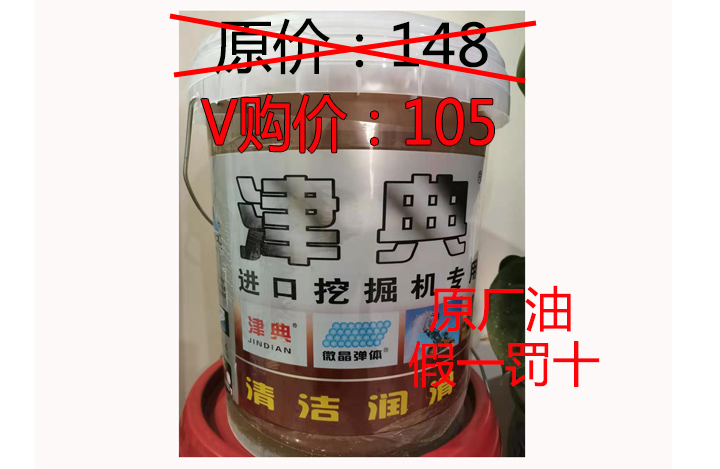 原价：148
V购价：105
津典
进口挖掘机专用
原厂油
津典®
JINDIAN
微晶弹体®
假一罚十
清洁润滑